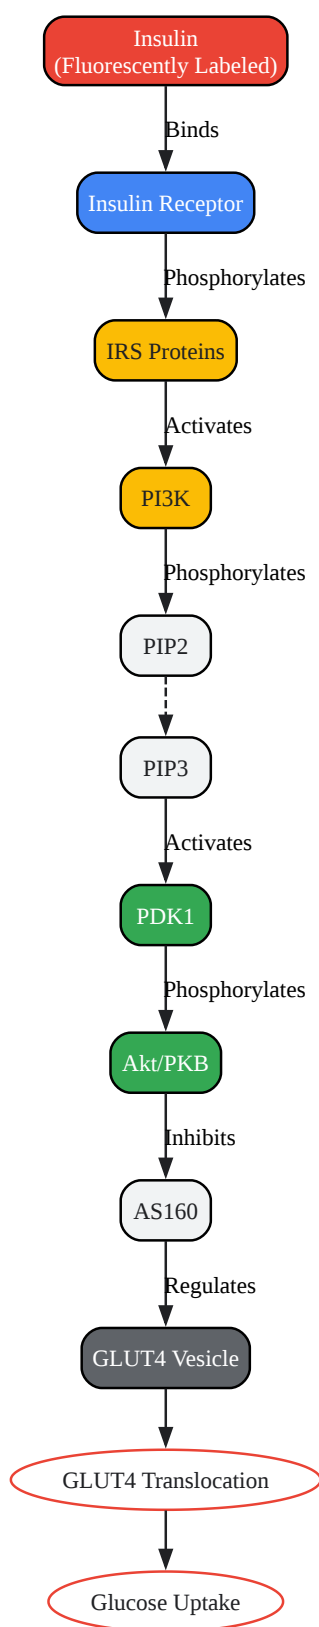 Insulin
(Fluorescently Labeled)
Binds
Insulin Receptor
Phosphorylates
IRS Proteins
Activates
PI3K
Phosphorylates
PIP2
PIP3
Activates
PDK1
Phosphorylates
Akt/PKB
Inhibits
AS160
Regulates
GLUT4 Vesicle
GLUT4 Translocation
Glucose Uptake